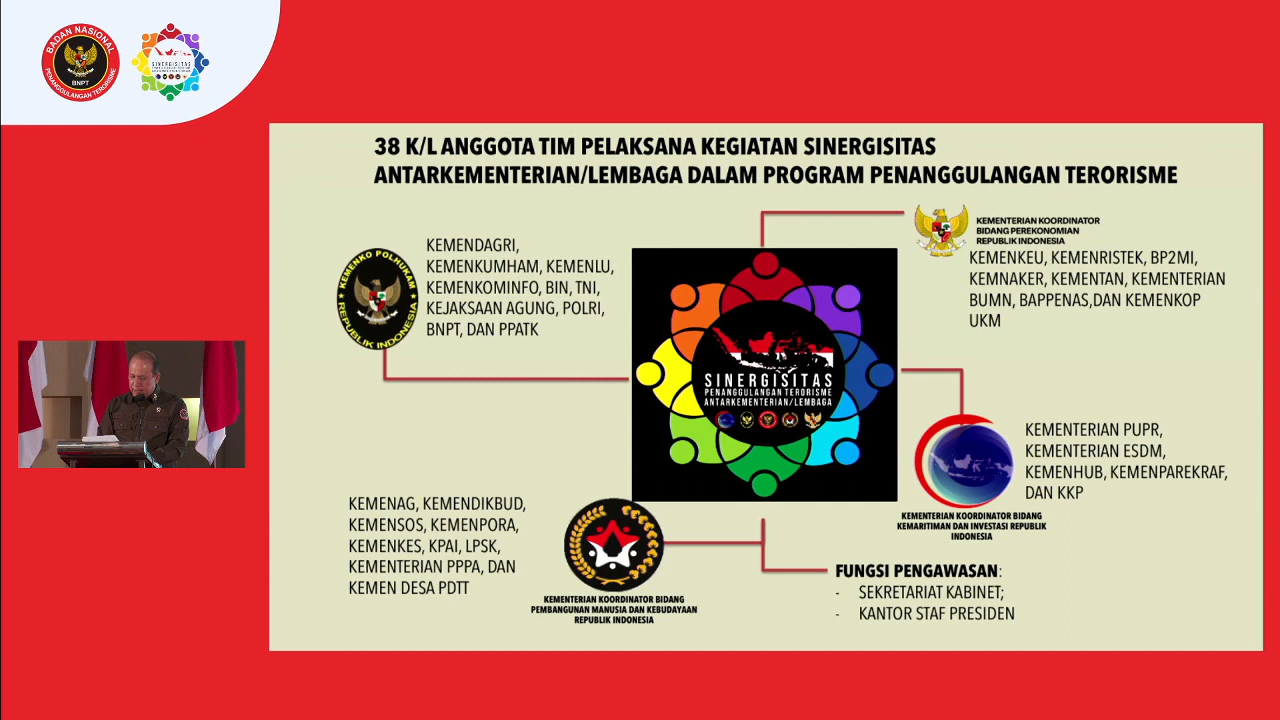 BADAN NASIONAL
BNPT
PENANGGULANGAN TERORISME
SINERGISITAS
38 K/L ANGGOTA TIM PELAKSANA KEGIATAN SINERGISITAS
ANTARKEMENTERIAN/LEMBAGA DALAM PROGRAM PENANGGULANGAN TERORISME
KEMENKO POLHUKAM
REPUBLIK INDONESIA
KEMENDAGRI,
KEMENKUMHAM, KEMENLU,
KEMENKOMINFO, BIN, TNI,
KEJAKSAAN AGUNG, POLRI,
BNPT, DAN PPATK
KEMENTERIAN KOORDINATOR
BIDANG PEREKONOMIAN
REPUBLIK INDONESIA
KEMENKEU, KEMENRISTEK, BP2MI,
KEMNAKER, KEMENTAN, KEMENTERIAN
BUMN, BAPPENAS,DAN KEMENKOP
UKM
SINERGISITAS
PENANGGULANGAN TERORISME
ANTARKEMENTERIAN/LEMBAGA
KEMENTERIAN PUPR,
KEMENTERIAN ESDM,
KEMENHUB, KEMENPAREKRAF,
DAN KKP
KEMENTERIAN KOORDINATOR BIDANG
KEMARITIMAN DAN INVESTASI REPUBLIK
INDONESIA
KEMENAG, KEMENDIKBUD,
KEMENSOS, KEMENPORA,
KEMENKES, KPAI, LPSK,
KEMENTERIAN PPPA, DAN
KEMEN DESA PDTT
KEMENTERIAN KOORDINATOR BIDANG
PEMBANGUNAN MANUSIA DAN KEBUDAYAAN
REPUBLIK INDONESIA
FUNGSI PENGAWASAN:
- SEKRETARIAT KABINET;
- KANTOR STAF PRESIDEN